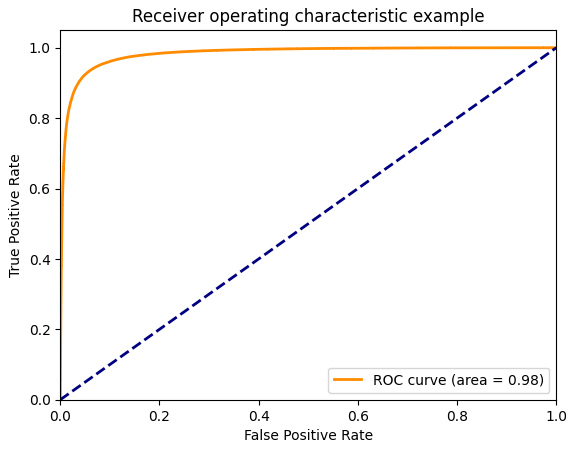 Receiver operating characteristic example
True Positive Rate
1.0
0.8
0.6
0.4
0.2
0.0
ROC curve (area = 0.98)
0.0 0.2 0.4 0.6 0.8 1.0
False Positive Rate